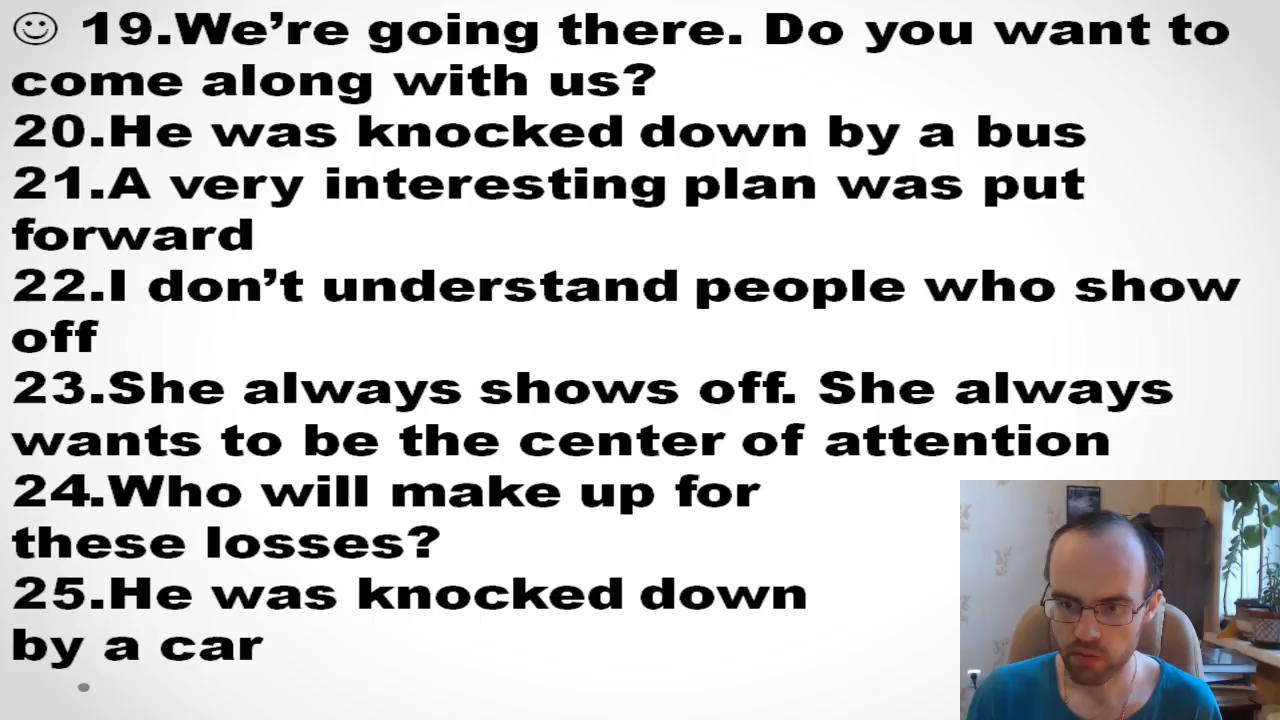 ☺ 19.We’re going there. Do you want to
come along with us?
20.He was knocked down by a bus
21.A very interesting plan was put
forward
22.I don’t understand people who show
off
23.She always shows off. She always
wants to be the center of attention
24.Who will make up for
these losses?
25.He was knocked down
by a car